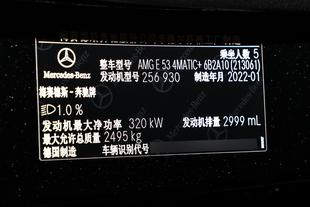 乘坐人数 5
Mercedes-Benz
整车型号 AMG E 53 4MATIC+ 6B2A10 (213061)
发动机型号 256 930
制造年月 2022-01
梅赛德斯－奔驰牌
1.0 %
发动机最大净功率 320 kW 发动机排量 2999 mL
最大允许总质量 2495 kg
德国制造 车辆识别代号